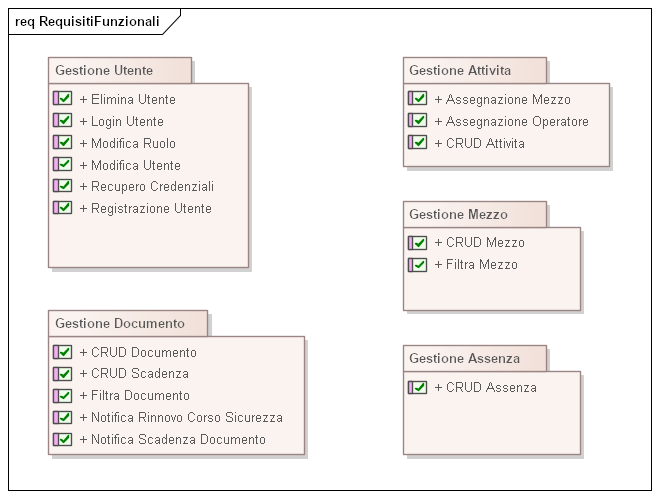 req RequisitiFunzionali
Gestione Utente
+ Elimina Utente
+ Login Utente
+ Modifica Ruolo
+ Modifica Utente
+ Recupero Credenziali
+ Registrazione Utente
Gestione Documento
+ CRUD Documento
+ CRUD Scadenza
+ Filtra Documento
+ Notifica Rinnovo Corso Sicurezza
+ Notifica Scadenza Documento
Gestione Attivita
+ Assegnazione Mezzo
+ Assegnazione Operatore
+ CRUD Attivita
Gestione Mezzo
+ CRUD Mezzo
+ Filtra Mezzo
Gestione Assenza
+ CRUD Assenza